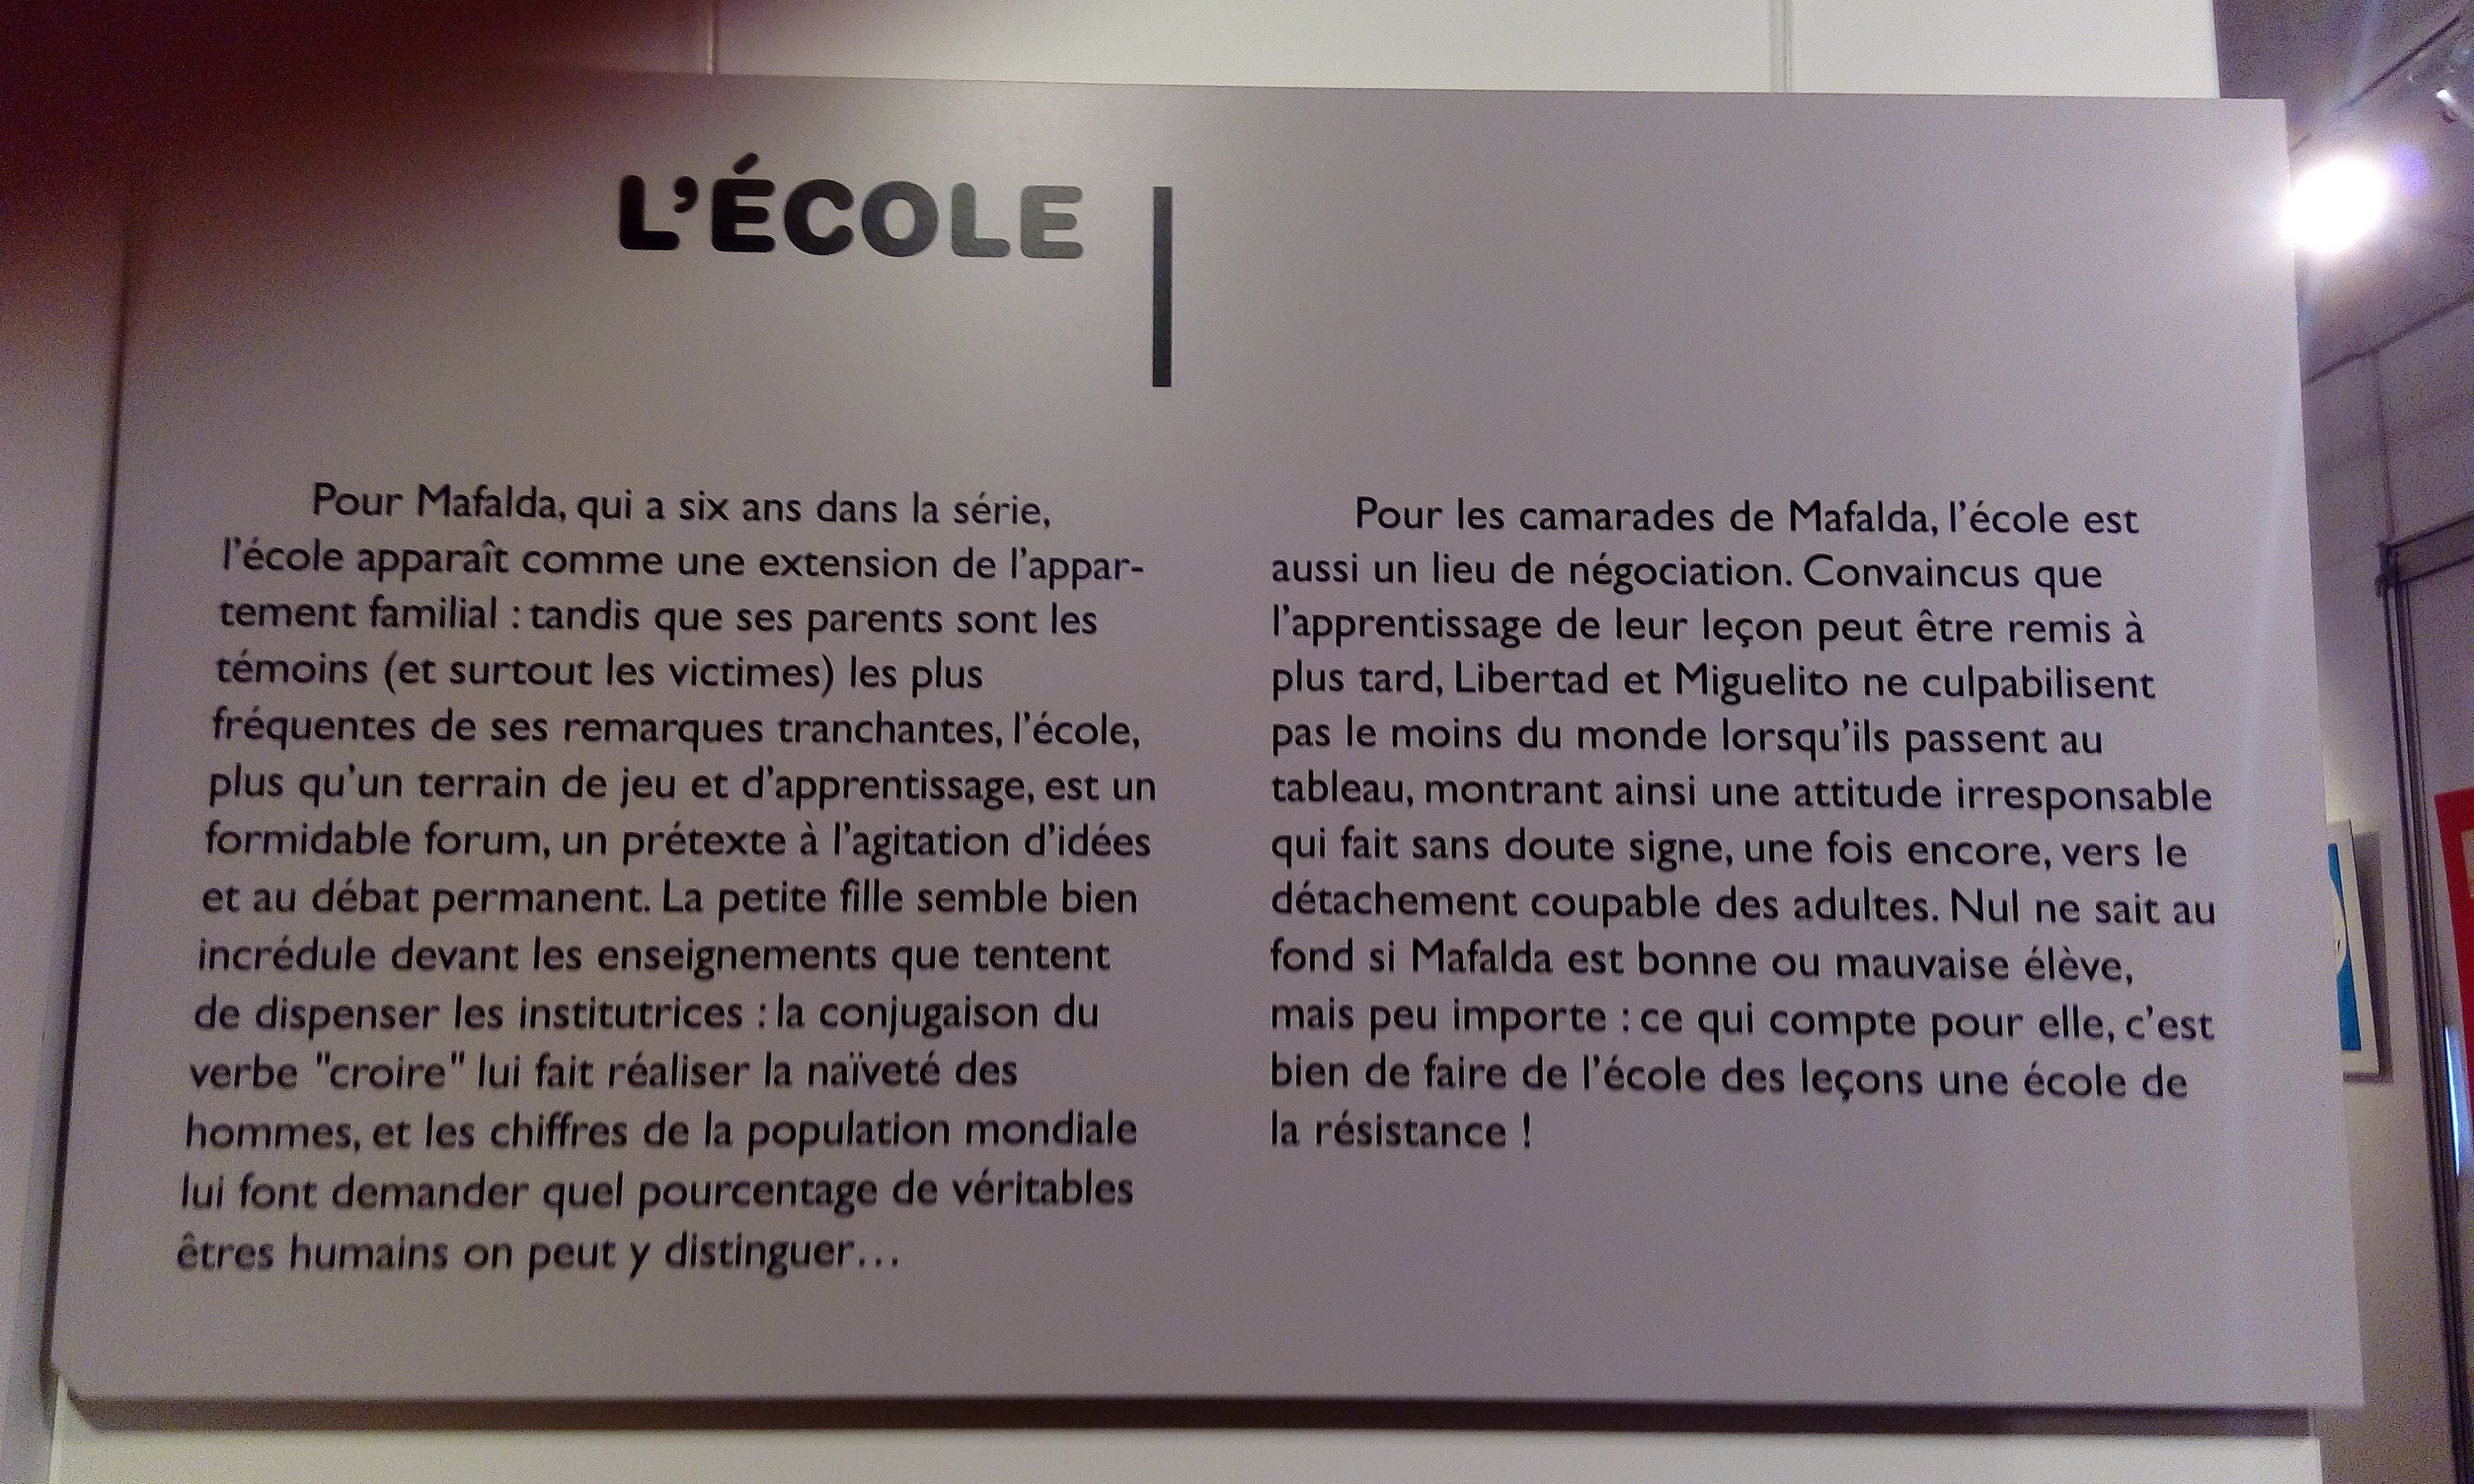 L'ÉCOLE
Pour Mafalda, qui a six ans dans la série,
l'école apparaît comme une extension de l'appar-
tement familial : tandis que ses parents sont les
témoins (et surtout les victimes) les plus
fréquentes de ses remarques tranchantes, l'école,
plus qu'un terrain de jeu et d'apprentissage, est un
formidable forum, un prétexte à l'agitation d'idées
et au débat permanent. La petite fille semble bien
incrédule devant les enseignements que tentent
de dispenser les institutrices : la conjugaison du
verbe "croire" lui fait réaliser la naïveté des
hommes, et les chiffres de la population mondiale
lui font demander quel pourcentage de véritables
êtres humains on peut y distinguer...
Pour les camarades de Mafalda, l'école est
aussi un lieu de négociation. Convaincus que
l'apprentissage de leur leçon peut être remis à
plus tard, Libertad et Miguelito ne culpabilisent
pas le moins du monde lorsqu'ils passent au
tableau, montrant ainsi une attitude irresponsable
qui fait sans doute signe, une fois encore, vers le
détachement coupable des adultes. Nul ne sait au
fond si Mafalda est bonne ou mauvaise élève,
mais peu importe : ce qui compte pour elle, c'est
bien de faire de l'école des leçons une école de
la résistance !